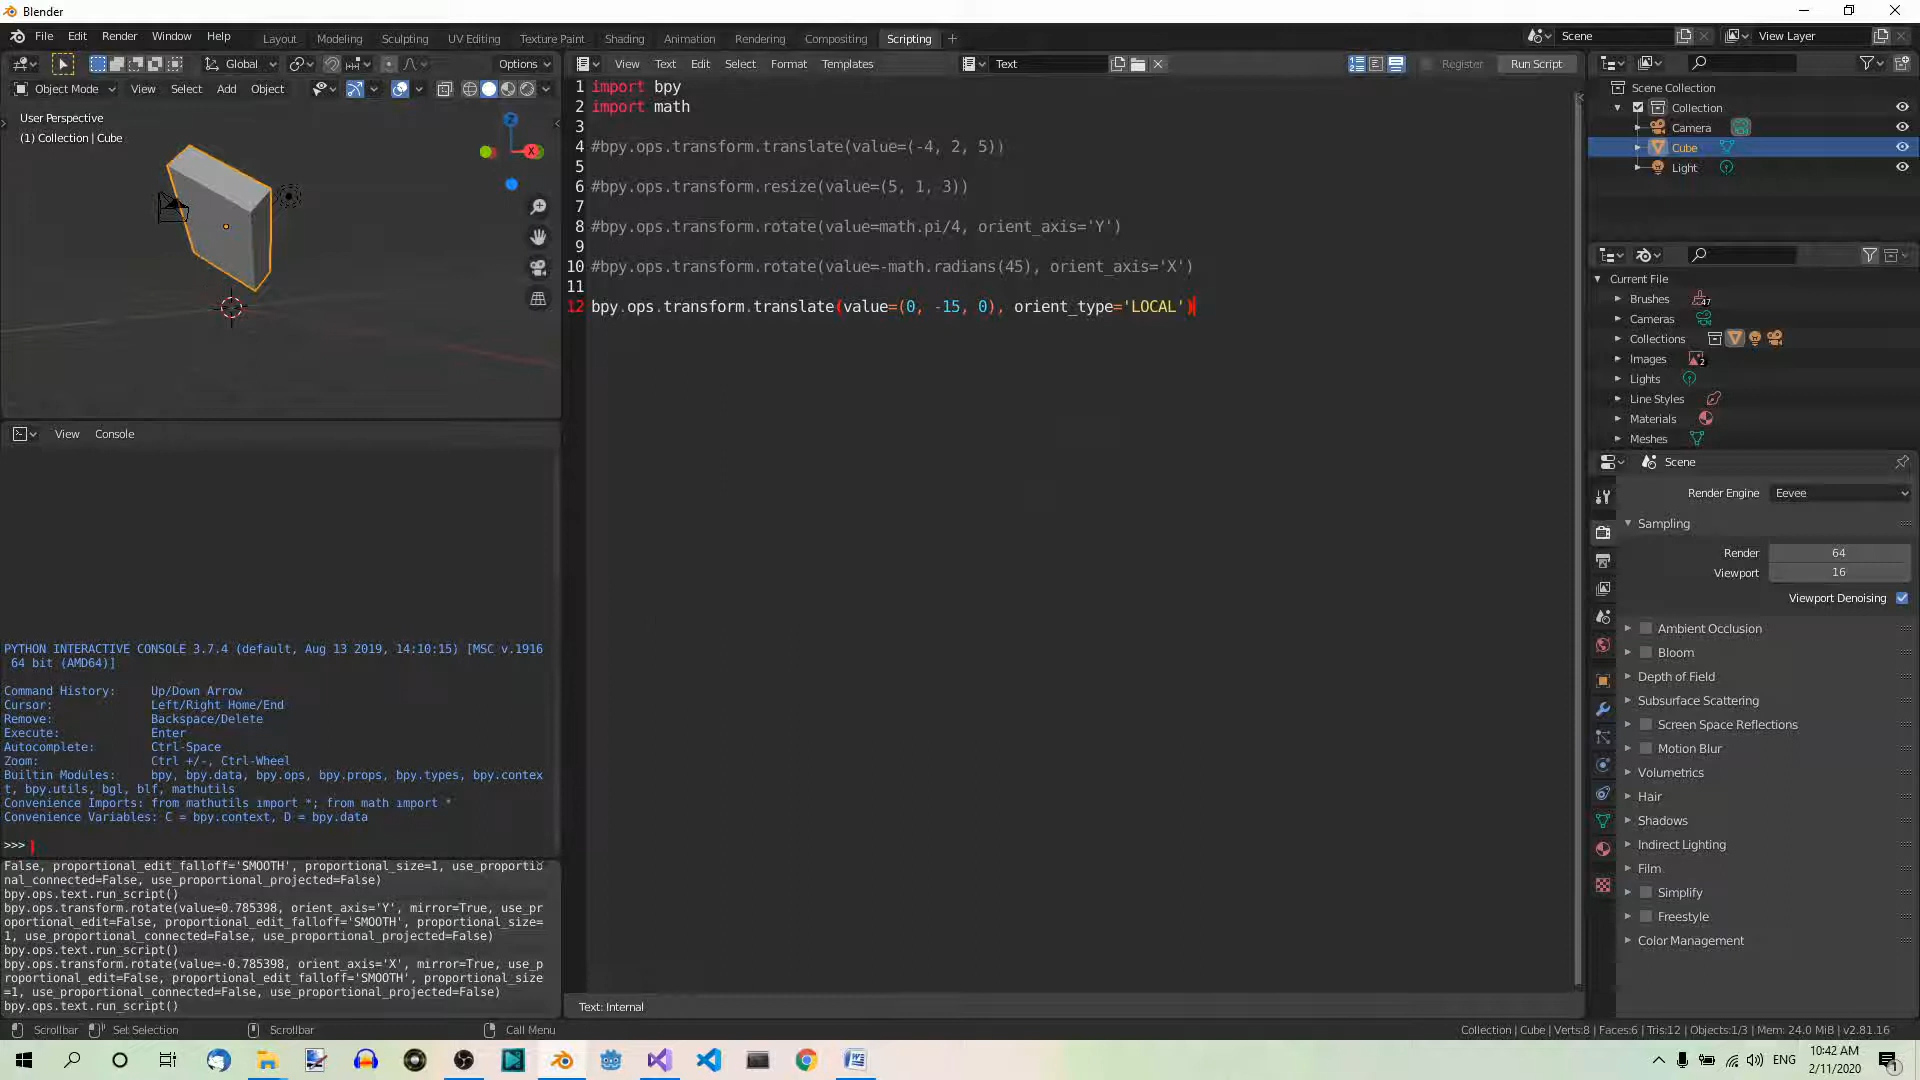 Blender
File Edit Render Window Help
Layout Modeling Sculpting UV Editing Texture Paint Shading Animation Rendering Compositing Scripting
Scene
View Layer
Global
Options
Object Mode View Select Add Object
User Perspective
(1) Collection | Cube
Z
X
View Text Edit Select Format Templates
Text
Register
Run Script
1 import bpy
2 import math
3
4 #bpy.ops.transform.translate(value=(-4, 2, 5))
5
6 #bpy.ops.transform.resize(value=(5, 1, 3))
7
8 #bpy.ops.transform.rotate(value=math.pi/4, orient_axis='Y')
9
10 #bpy.ops.transform.rotate(value=-math.radians(45), orient_axis='X')
11
12 bpy.ops.transform.translate(value=(0, -15, 0), orient_type='LOCAL')
Text: Internal
View Console
PYTHON INTERACTIVE CONSOLE 3.7.4 (default, Aug 13 2019, 14:10:15) [MSC v.1916
64 bit (AMD64)]
Command History: Up/Down Arrow
Cursor: Left/Right Home/End
Remove: Backspace/Delete
Execute: Enter
Autocomplete: Ctrl-Space
Zoom: Ctrl +/-, Ctrl-Wheel
Builtin Modules: bpy, bpy.data, bpy.ops, bpy.props, bpy.types, bpy.contex
t, bpy.utils, bgl, blf, mathutils
Convenience Imports: from mathutils import *; from math import *
Convenience Variables: C = bpy.context, D = bpy.data
>>>
False, proportional_edit_falloff='SMOOTH', proportional_size=1, use_proportio
nal_connected=False, use_proportional_projected=False)
bpy.ops.text.run_script()
bpy.ops.transform.rotate(value=0.785398, orient_axis='Y', mirror=True, use_pr
oportional_edit=False, proportional_edit_falloff='SMOOTH', proportional_size=
1, use_proportional_connected=False, use_proportional_projected=False)
bpy.ops.text.run_script()
bpy.ops.transform.rotate(value=-0.785398, orient_axis='X', mirror=True, use_p
roportional_edit=False, proportional_edit_falloff='SMOOTH', proportional_size
=1, use_proportional_connected=False, use_proportional_projected=False)
bpy.ops.text.run_script()
Scene Collection
Collection
Camera
Cube
Light
Current File
Brushes 47
Cameras
Collections
Images 2
Lights
Line Styles
Materials
Meshes
Scene
Render Engine Eevee
Sampling
Render 64
Viewport 16
Viewport Denoising
Ambient Occlusion
Bloom
Depth of Field
Subsurface Scattering
Screen Space Reflections
Motion Blur
Volumetrics
Hair
Shadows
Indirect Lighting
Film
Simplify
Freestyle
Color Management
Scrollbar Set Selection Scrollbar Call Menu
Collection | Cube | Verts:8 | Faces:6 | Tris:12 | Objects:1/3 | Mem: 24.0 MiB | v2.81.16
ENG
10:42 AM
2/11/2020
1